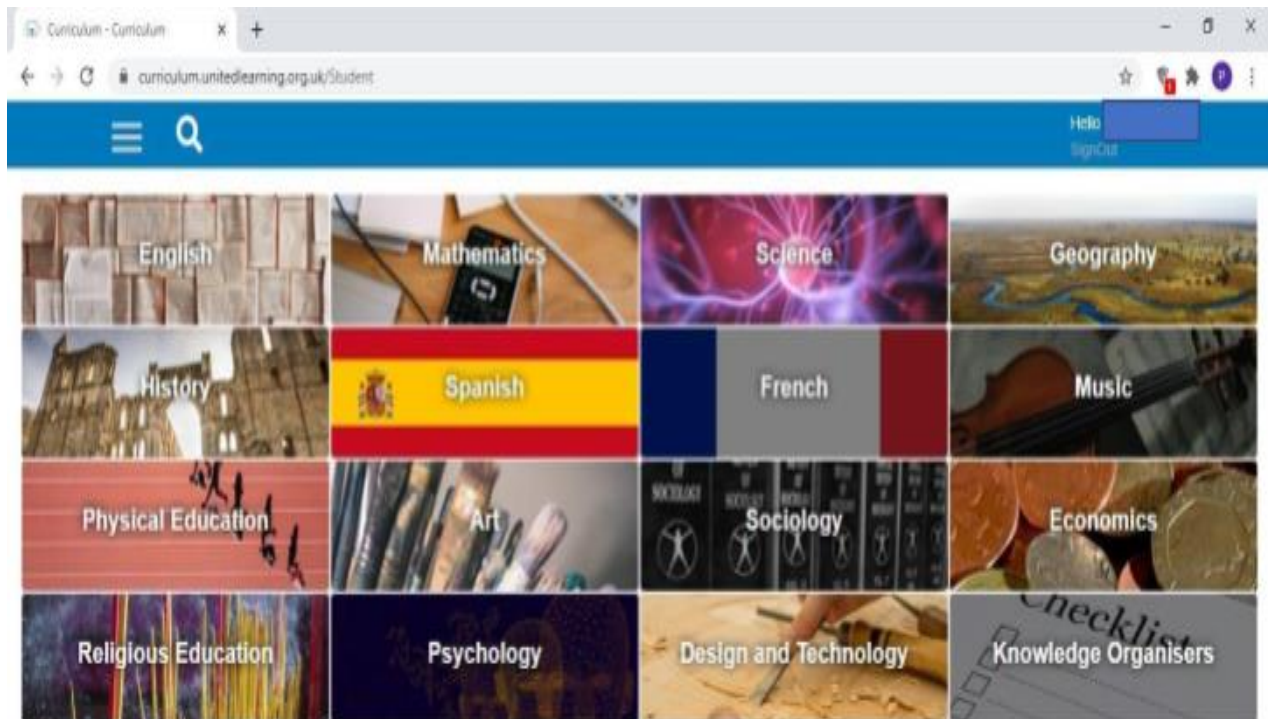 Curriculum - Curriculum
curriculum.unitedlearning.org.uk/Student
Hello
SignOut
English
Mathematics
Science
Geography
History
Spanish
French
Music
Physical Education
Art
Sociology
Economics
Religious Education
Psychology
Design and Technology
Knowledge Organisers
Checklist